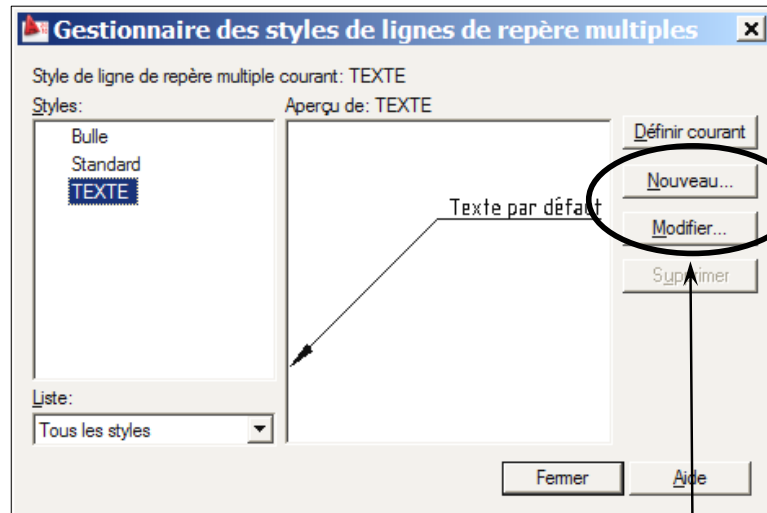 Gestionnaire des styles de lignes de repère multiples
Style de ligne de repère multiple courant: TEXTE
Styles:
Aperçu de: TEXTE
Bulle
Standard
TEXTE
Texte par défaut
Définir courant
Nouveau...
Modifier...
Supprimer
Liste:
Tous les styles
Fermer
Aide